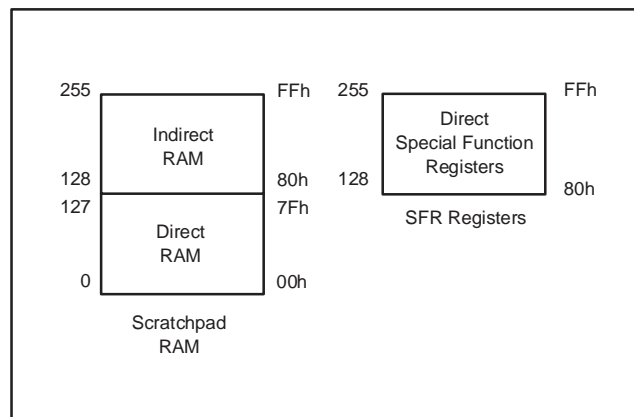 255
FFh
Indirect
RAM
128
80h
127
7Fh
Direct
RAM
0
00h
Scratchpad
RAM
255
FFh
Direct
Special Function
Registers
128
80h
SFR Registers